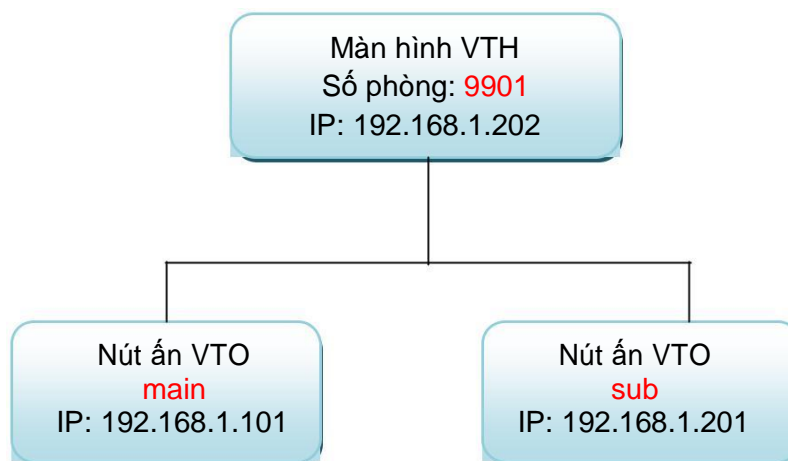 Màn hình VTH
Số phòng: 9901
IP: 192.168.1.202
Nút ấn VTO
main
IP: 192.168.1.101
Nút ấn VTO
sub
IP: 192.168.1.201